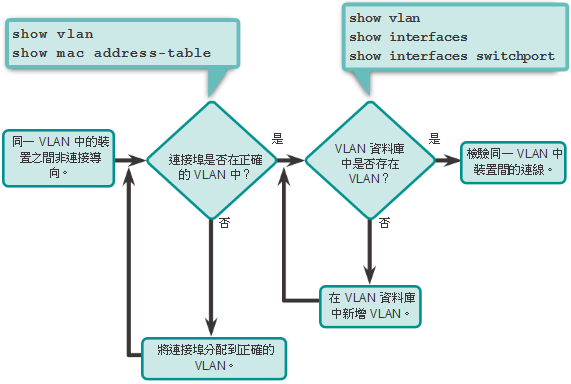 show vlan
show mac address-table
show vlan
show interfaces
show interfaces switchport
同一 VLAN 中的裝
置之間非連接導
向。
連接埠是否在正確
的 VLAN 中？
是
否
VLAN 資料庫
中是否存在
VLAN？
是
否
檢驗同一 VLAN 中
裝置間的連線。
在 VLAN 資料庫
中新增 VLAN。
將連接埠分配到正確的
VLAN。